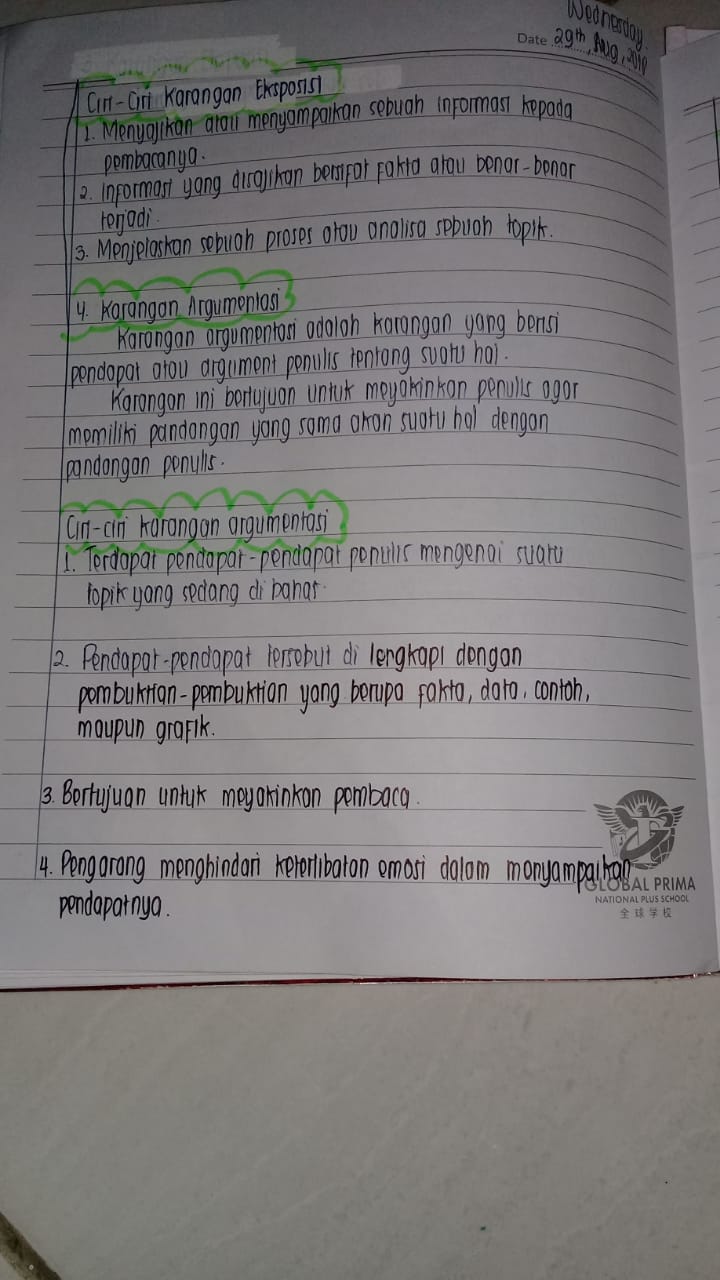 Wednesday
Date 29th, Aug, 2019
Ciri-Ciri Karangan Eksposisi
1. Menyajikan atau menyampaikan sebuah informasi kepada
pembacanya.
2. Informasi yang disajikan bersifat fakta atau benar-benar
terjadi.
3. Menjelaskan sebuah proses atau analisa sebuah topik.
4. Karangan Argumentasi
Karangan argumentasi adalah karangan yang berisi
pendapat atau argument penulis tentang suatu hal.
Karangan ini bertujuan untuk meyakinkan penulis agar
memiliki pandangan yang sama akan suatu hal dengan
pandangan penulis.
Ciri-ciri karangan argumentasi
1. Terdapat pendapat-pendapat penulis mengenai suatu
topik yang sedang di bahas.
2. Pendapat-pendapat tersebut di lengkapi dengan
pembuktian-pembuktian yang berupa fakta, data, contoh,
maupun grafik.
3. Bertujuan untuk meyakinkan pembaca.
4. Pengarang menghindari keterlibatan emosi dalam menyampaikan
pendapatnya.
GLOBAL PRIMA
NATIONAL PLUS SCHOOL
全球学校